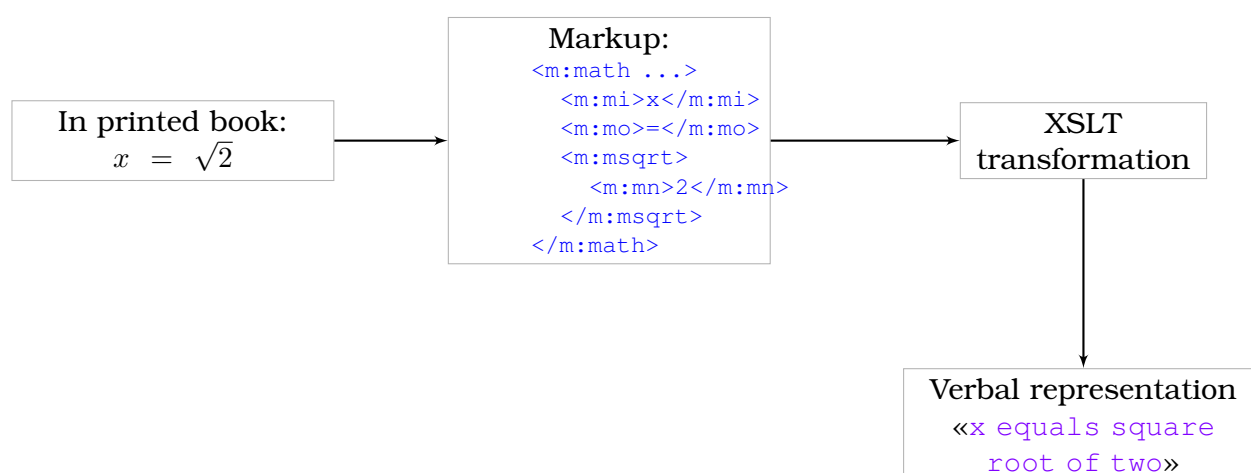 In printed book:
x = √2
Markup:
<m:math ...>
<m:mi>x</m:mi>
<m:mo>=</m:mo>
<m:msqrt>
<m:mn>2</m:mn>
</m:msqrt>
</m:math>
XSLT
transformation
Verbal representation
«x equals square
root of two»